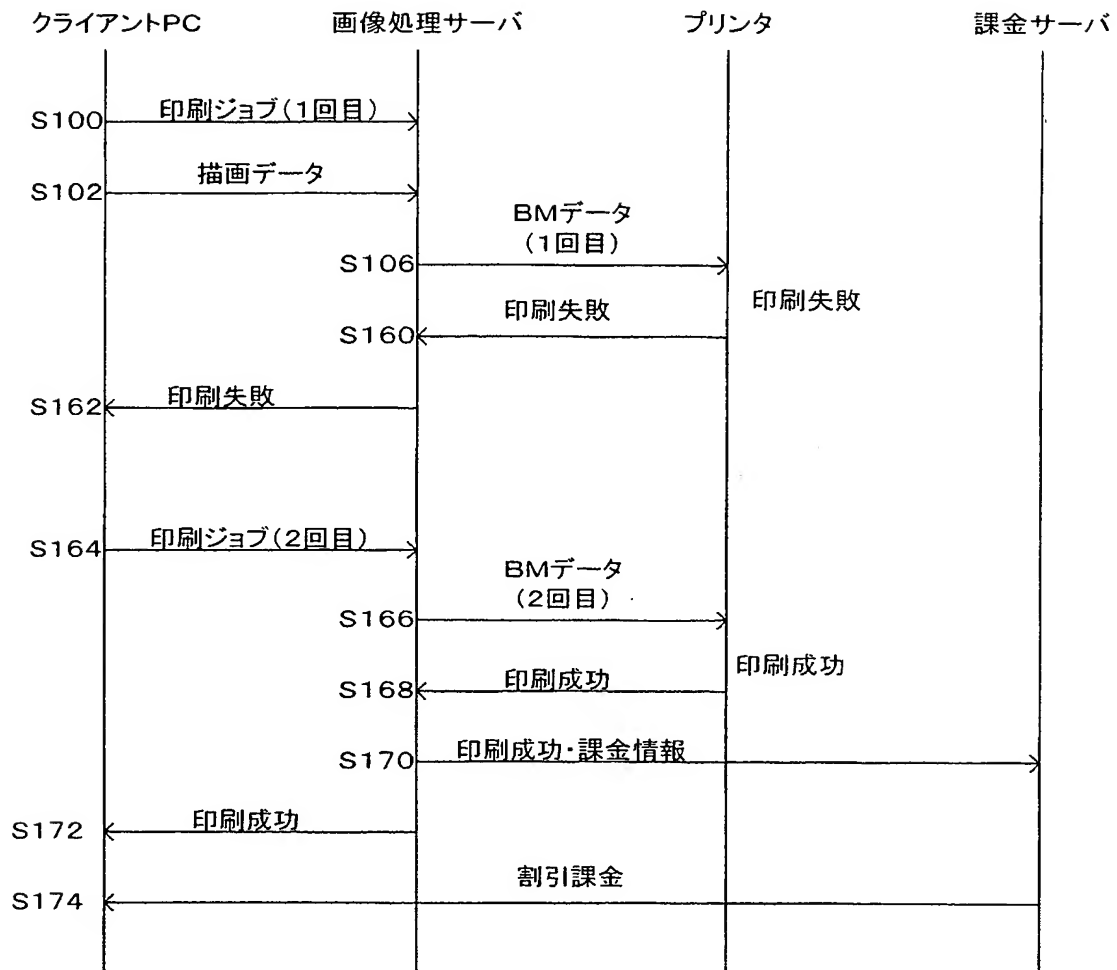 クライアントPC
画像処理サーバ
プリンタ
課金サーバ
S100
印刷ジョブ(1回目)
S102
描画データ
BMデータ
(1回目)
S106
印刷失敗
印刷失敗
S160
S162
印刷失敗
S164
印刷ジョブ(2回目)
BMデータ
(2回目)
S166
印刷成功
S168
印刷成功
S170
印刷成功・課金情報
S172
印刷成功
S174
割引課金